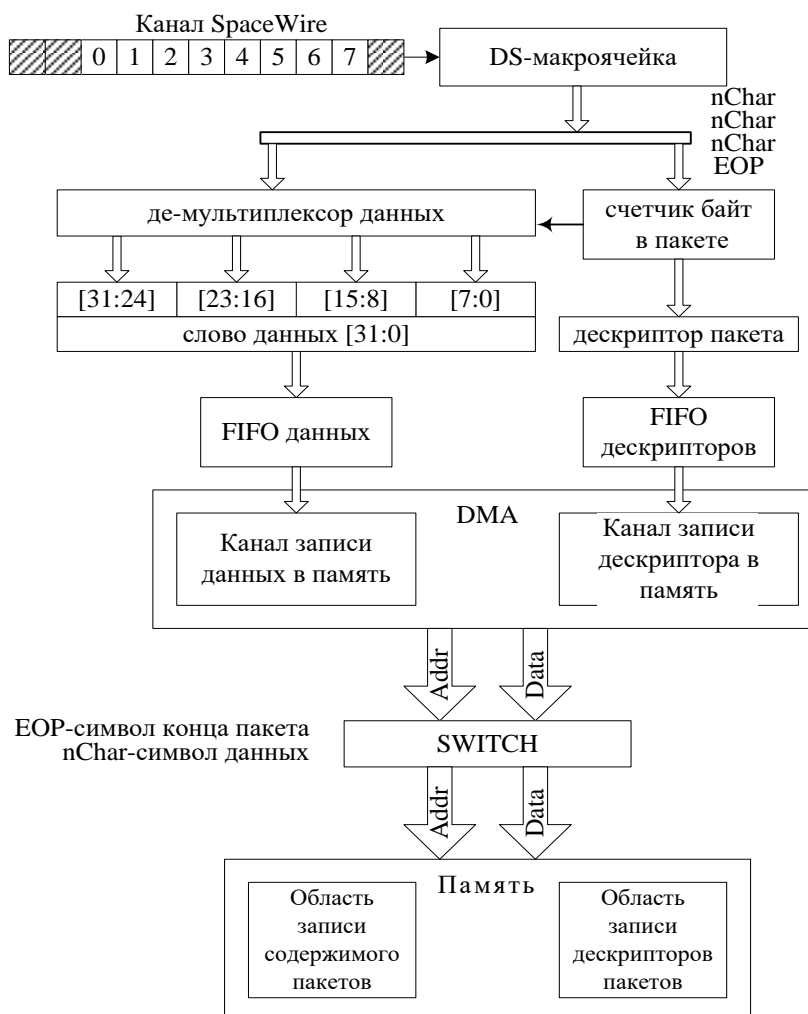 Канал SpaceWire
0 1 2 3 4 5 6 7
DS-макроячейка
nChar
nChar
nChar
EOP
де-мультиплексор данных
счетчик байт
в пакете
[31:24] [23:16] [15:8] [7:0]
слово данных [31:0]
дескриптор пакета
FIFO данных
FIFO
дескрипторов
DMA
Канал записи
данных в память
Канал записи
дескриптора в
память
Addr
Data
EOP-символ конца пакета
nChar-символ данных
SWITCH
Addr
Data
Память
Область
записи
содержимого
пакетов
Область
записи
дескрипторов
пакетов